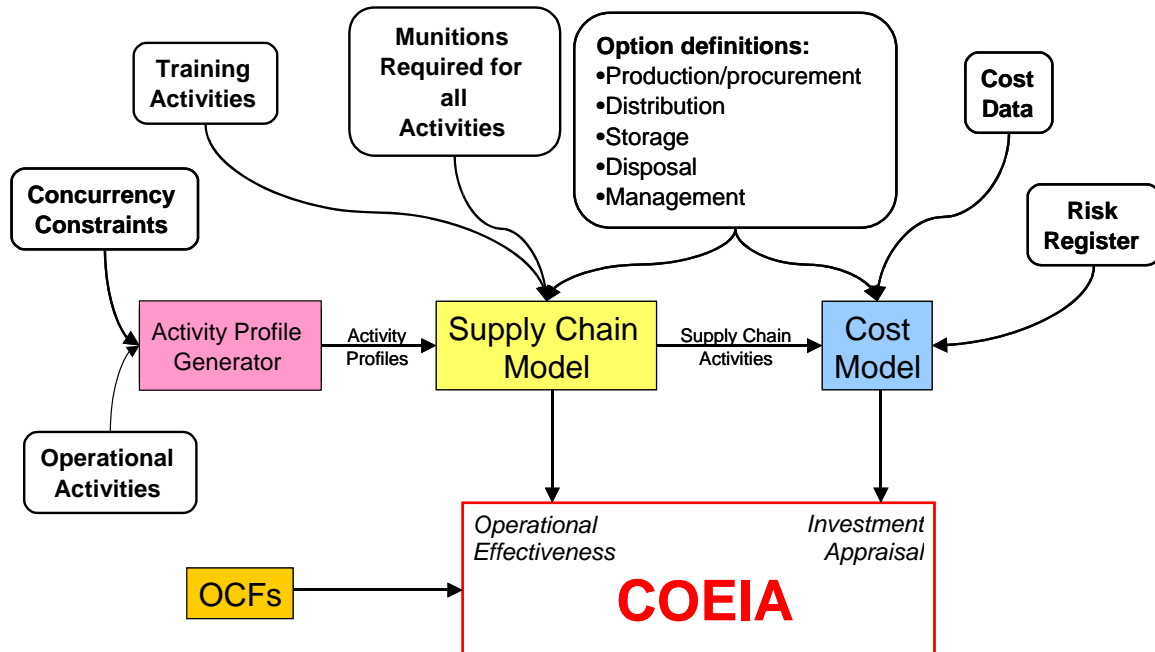 Training
Activities
Munitions
Required for
all
Activities
Option definitions:
•Production/procurement
•Distribution
•Storage
•Disposal
•Management
Cost
Data
Concurrency
Constraints
Risk
Register
Activity Profile
Generator
Activity
Profiles
Supply Chain
Model
Supply Chain
Activities
Cost
Model
Operational
Activities
Operational
Effectiveness
Investment
Appraisal
OCFs
COEIA